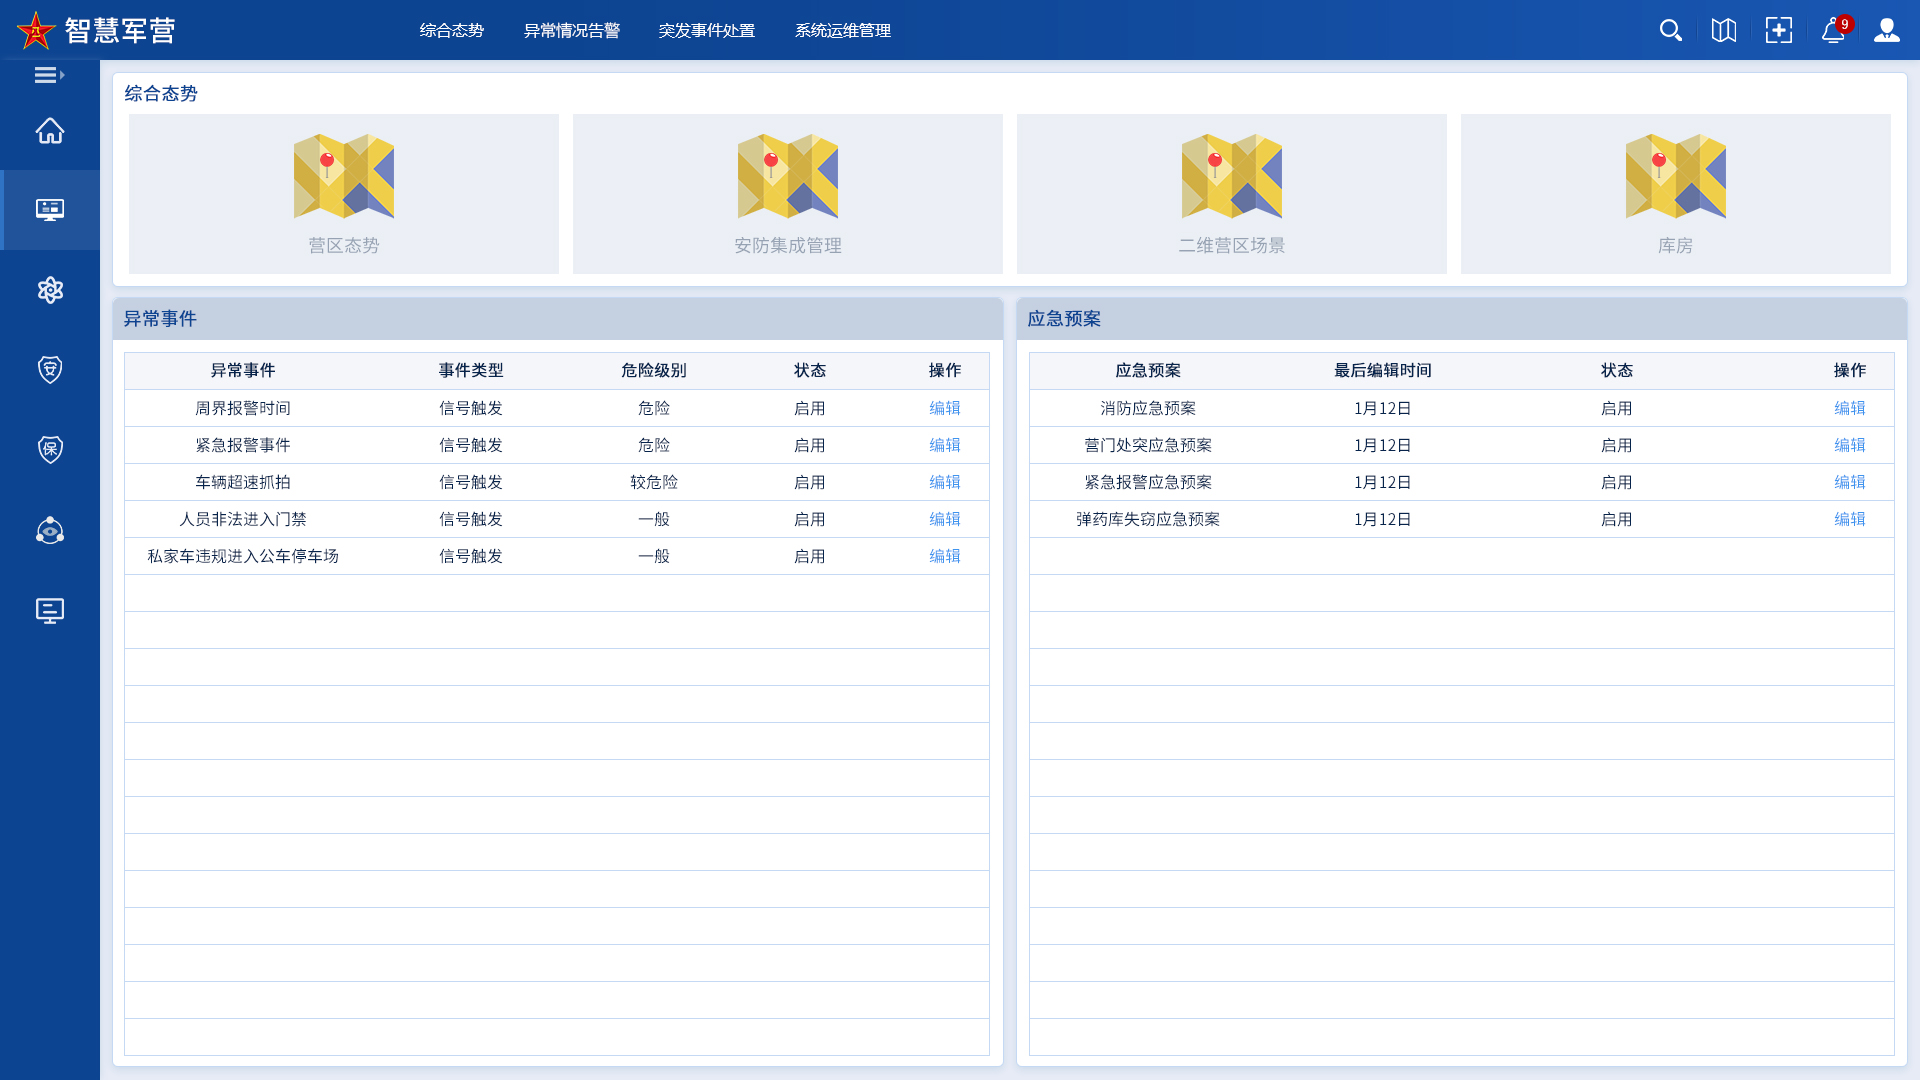 智慧军营 综合态势 异常情况告警 突发事件处置 系统运维管理 9
综合态势
营区态势 安防集成管理 二维营区场景 库房
安
保
异常事件
异常事件 事件类型 危险级别 状态 操作
周界报警时间 信号触发 危险 启用 编辑
紧急报警事件 信号触发 危险 启用 编辑
车辆超速抓拍 信号触发 较危险 启用 编辑
人员非法进入门禁 信号触发 一般 启用 编辑
私家车违规进入公车停车场 信号触发 一般 启用 编辑
应急预案
应急预案 最后编辑时间 状态 操作
消防应急预案 1月12日 启用 编辑
营门处突应急预案 1月12日 启用 编辑
紧急报警应急预案 1月12日 启用 编辑
弹药库失窃应急预案 1月12日 启用 编辑